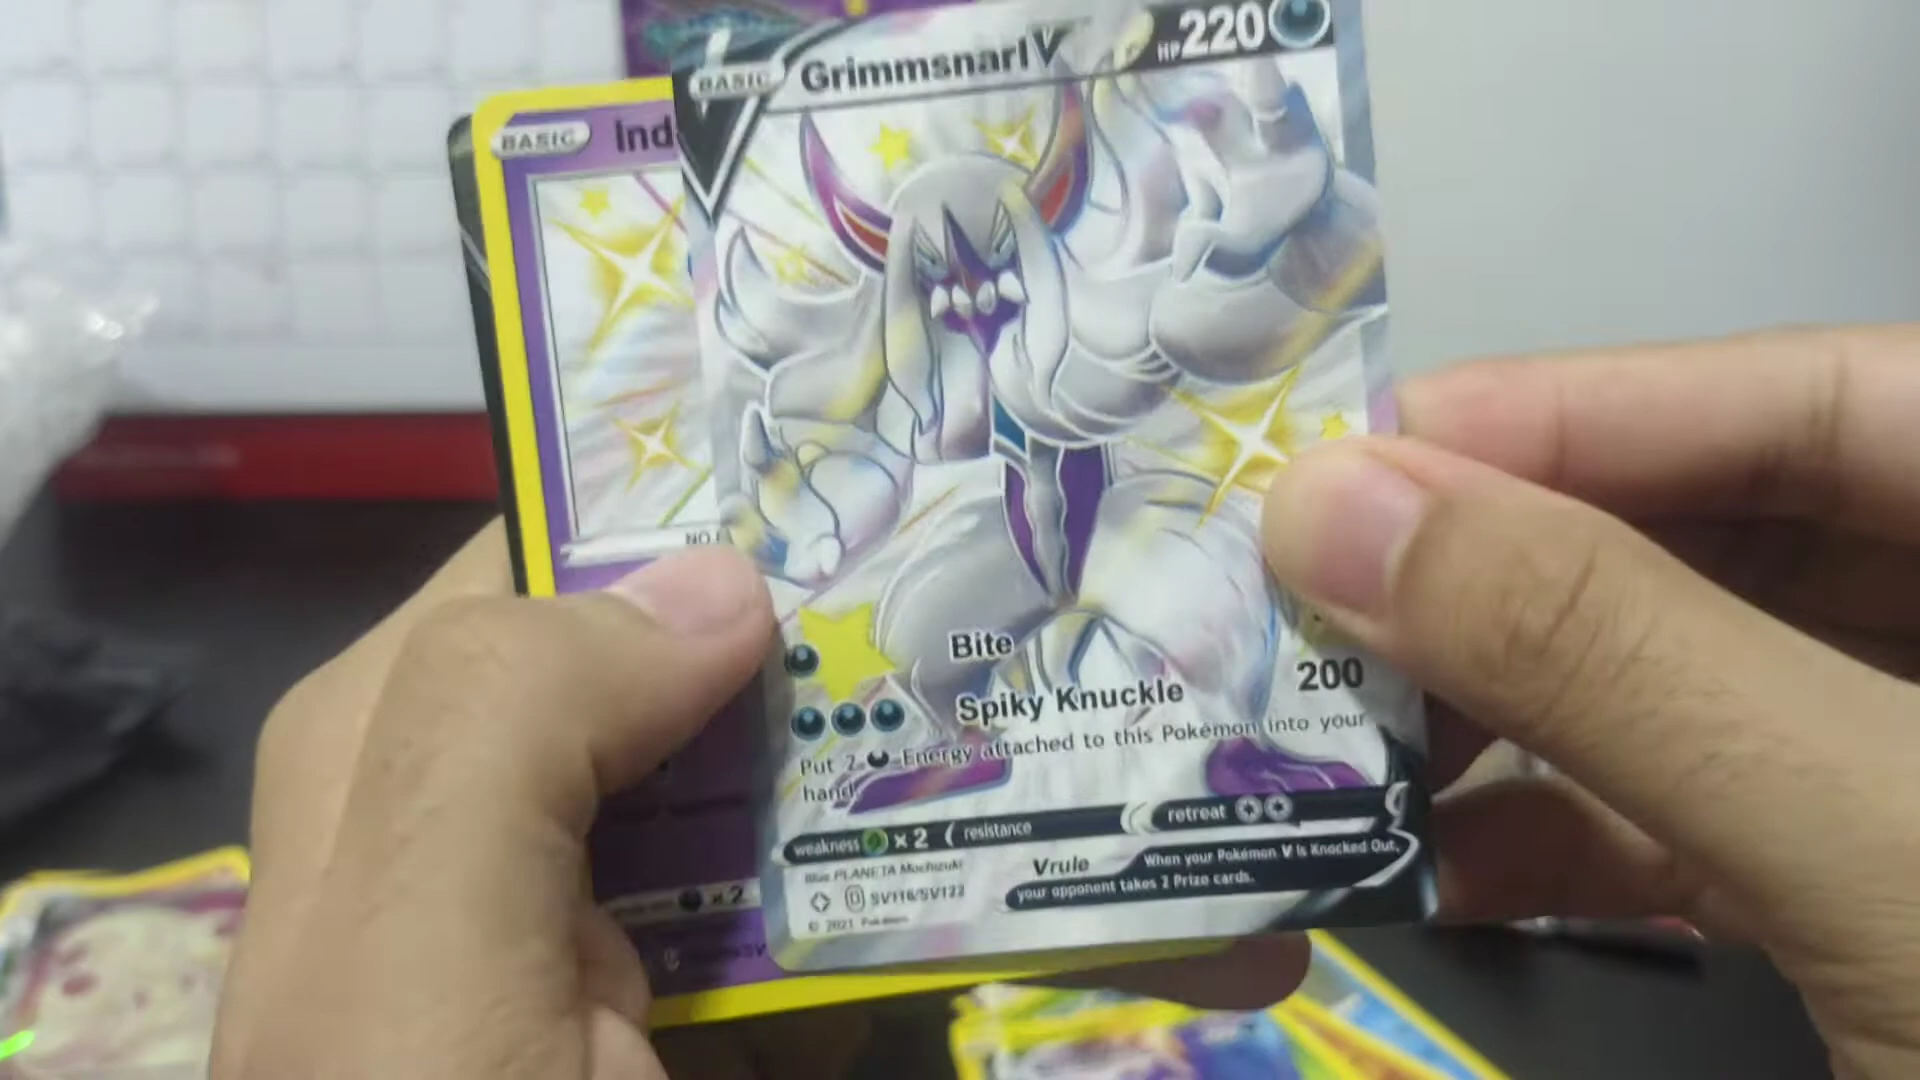 BASIC Grimmsnarl V HP 220
BASIC Ind
NO.
Bite
Spiky Knuckle 200
Put 2 Energy attached to this Pokémon into your
hand.
weakness ×2 resistance retreat
Illus. PLANETA Mochizuki
V rule When your Pokémon V is Knocked Out,
your opponent takes 2 Prize cards.
D SV116/SV122
© 2021 Pokémon
×2